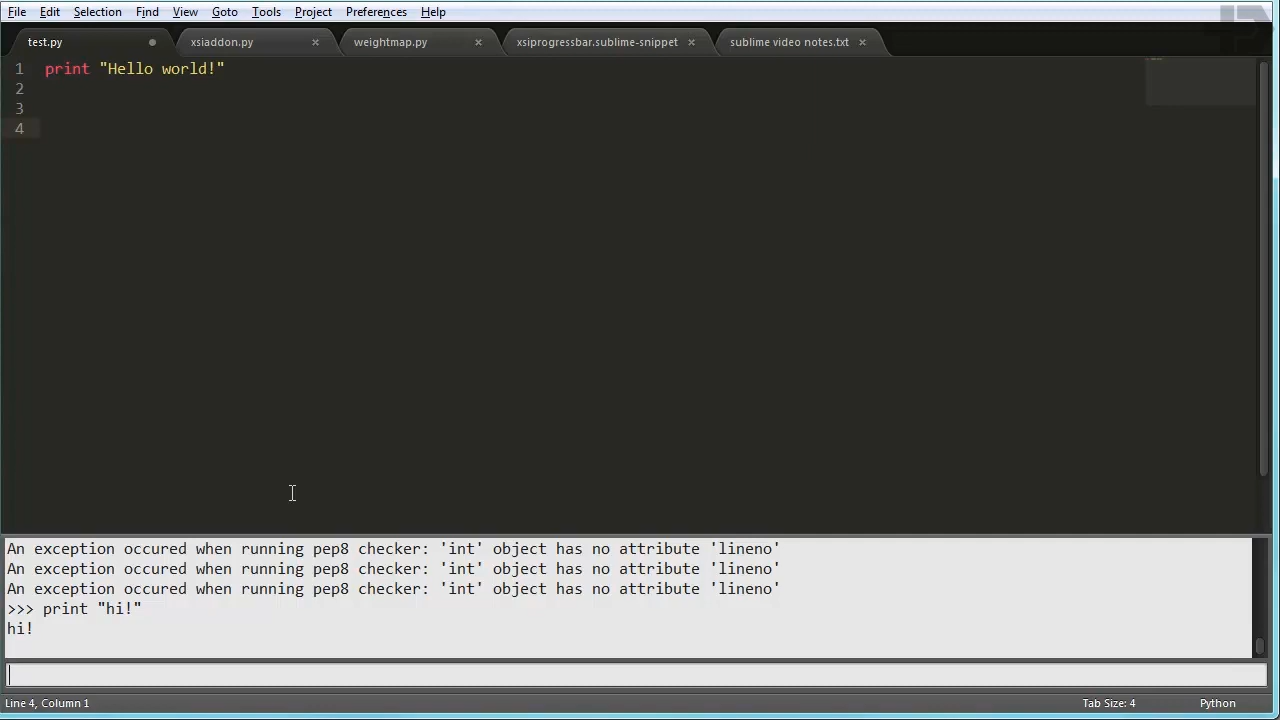 File Edit Selection Find View Goto Tools Project Preferences Help
test.py xsiaddon.py weightmap.py xsiprogressbar.sublime-snippet sublime video notes.txt
1 print "Hello world!"
2
3
4
An exception occured when running pep8 checker: 'int' object has no attribute 'lineno'
An exception occured when running pep8 checker: 'int' object has no attribute 'lineno'
An exception occured when running pep8 checker: 'int' object has no attribute 'lineno'
>>> print "hi!"
hi!
Line 4, Column 1 Tab Size: 4 Python